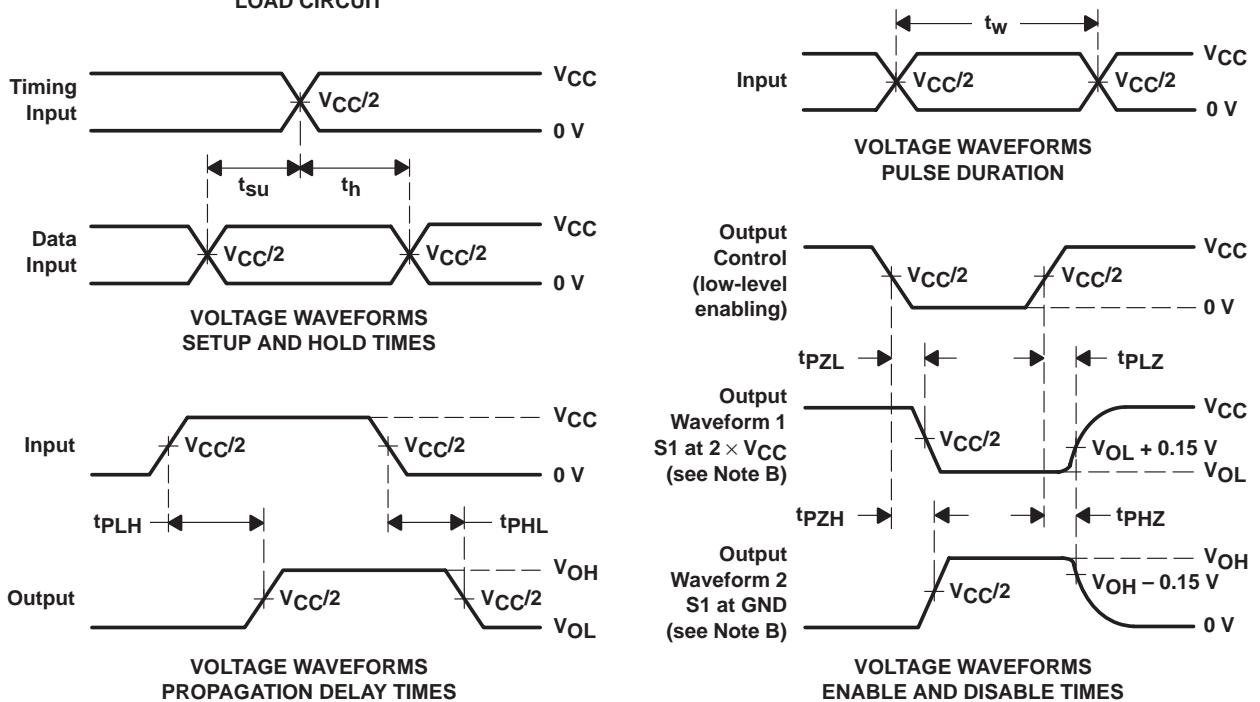 LOAD CIRCUIT
Timing
Input
VCC
VCC/2
0 V
tsu
th
Data
Input
VCC
VCC/2
VCC/2
0 V
VOLTAGE WAVEFORMS
SETUP AND HOLD TIMES
Input
VCC
VCC/2
VCC/2
0 V
tPLH
tPHL
Output
VOH
VCC/2
VCC/2
VOL
VOLTAGE WAVEFORMS
PROPAGATION DELAY TIMES
tw
Input
VCC
VCC/2
VCC/2
0 V
VOLTAGE WAVEFORMS
PULSE DURATION
Output
Control
(low-level
enabling)
VCC
VCC/2
VCC/2
0 V
tPZL
tPLZ
Output
Waveform 1
S1 at 2 × VCC
(see Note B)
VCC
VCC/2
VOL + 0.15 V
VOL
tPZH
tPHZ
Output
Waveform 2
S1 at GND
(see Note B)
VOH
VCC/2
VOH – 0.15 V
0 V
VOLTAGE WAVEFORMS
ENABLE AND DISABLE TIMES